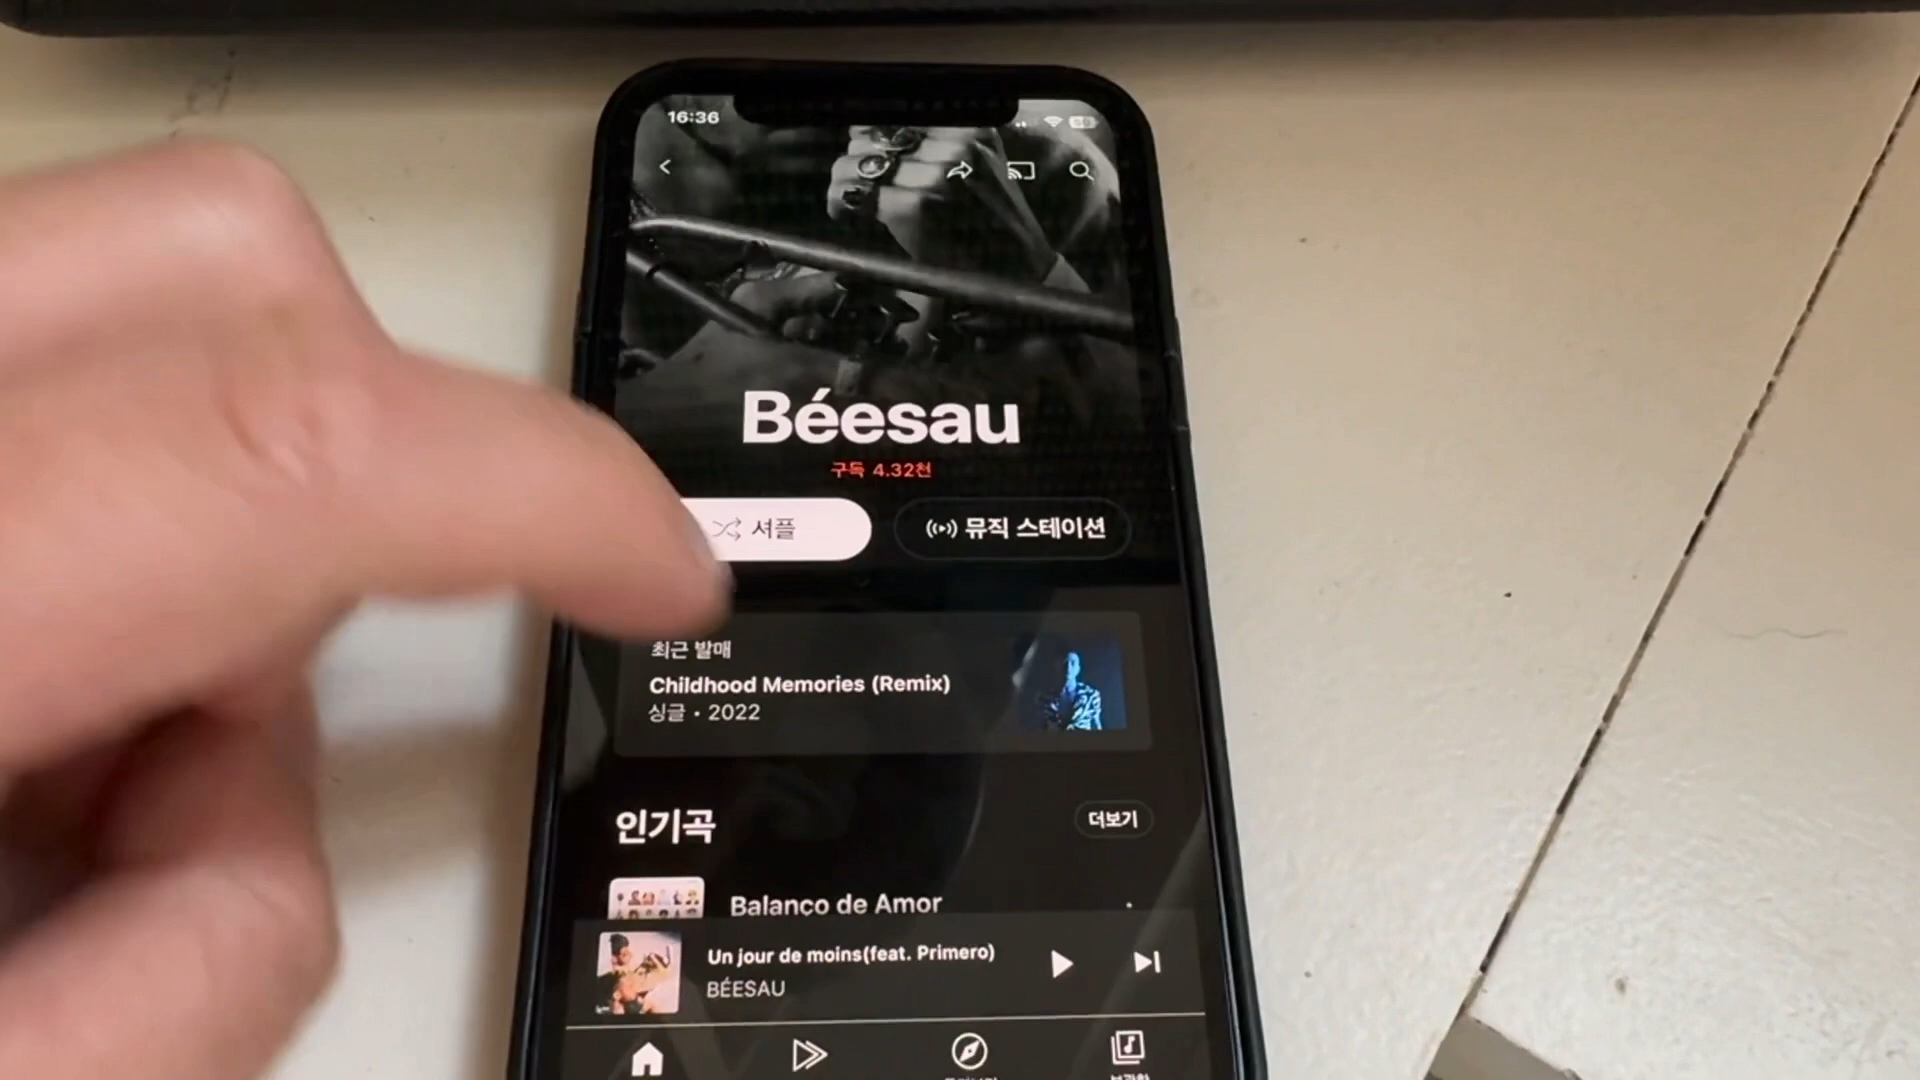 16:36
Béesau
구독 4.32천
셔플
뮤직 스테이션
최근 발매
Childhood Memories (Remix)
싱글 • 2022
인기곡
더보기
Balanço de Amor
Un jour de moins(feat. Primero)
BÉESAU